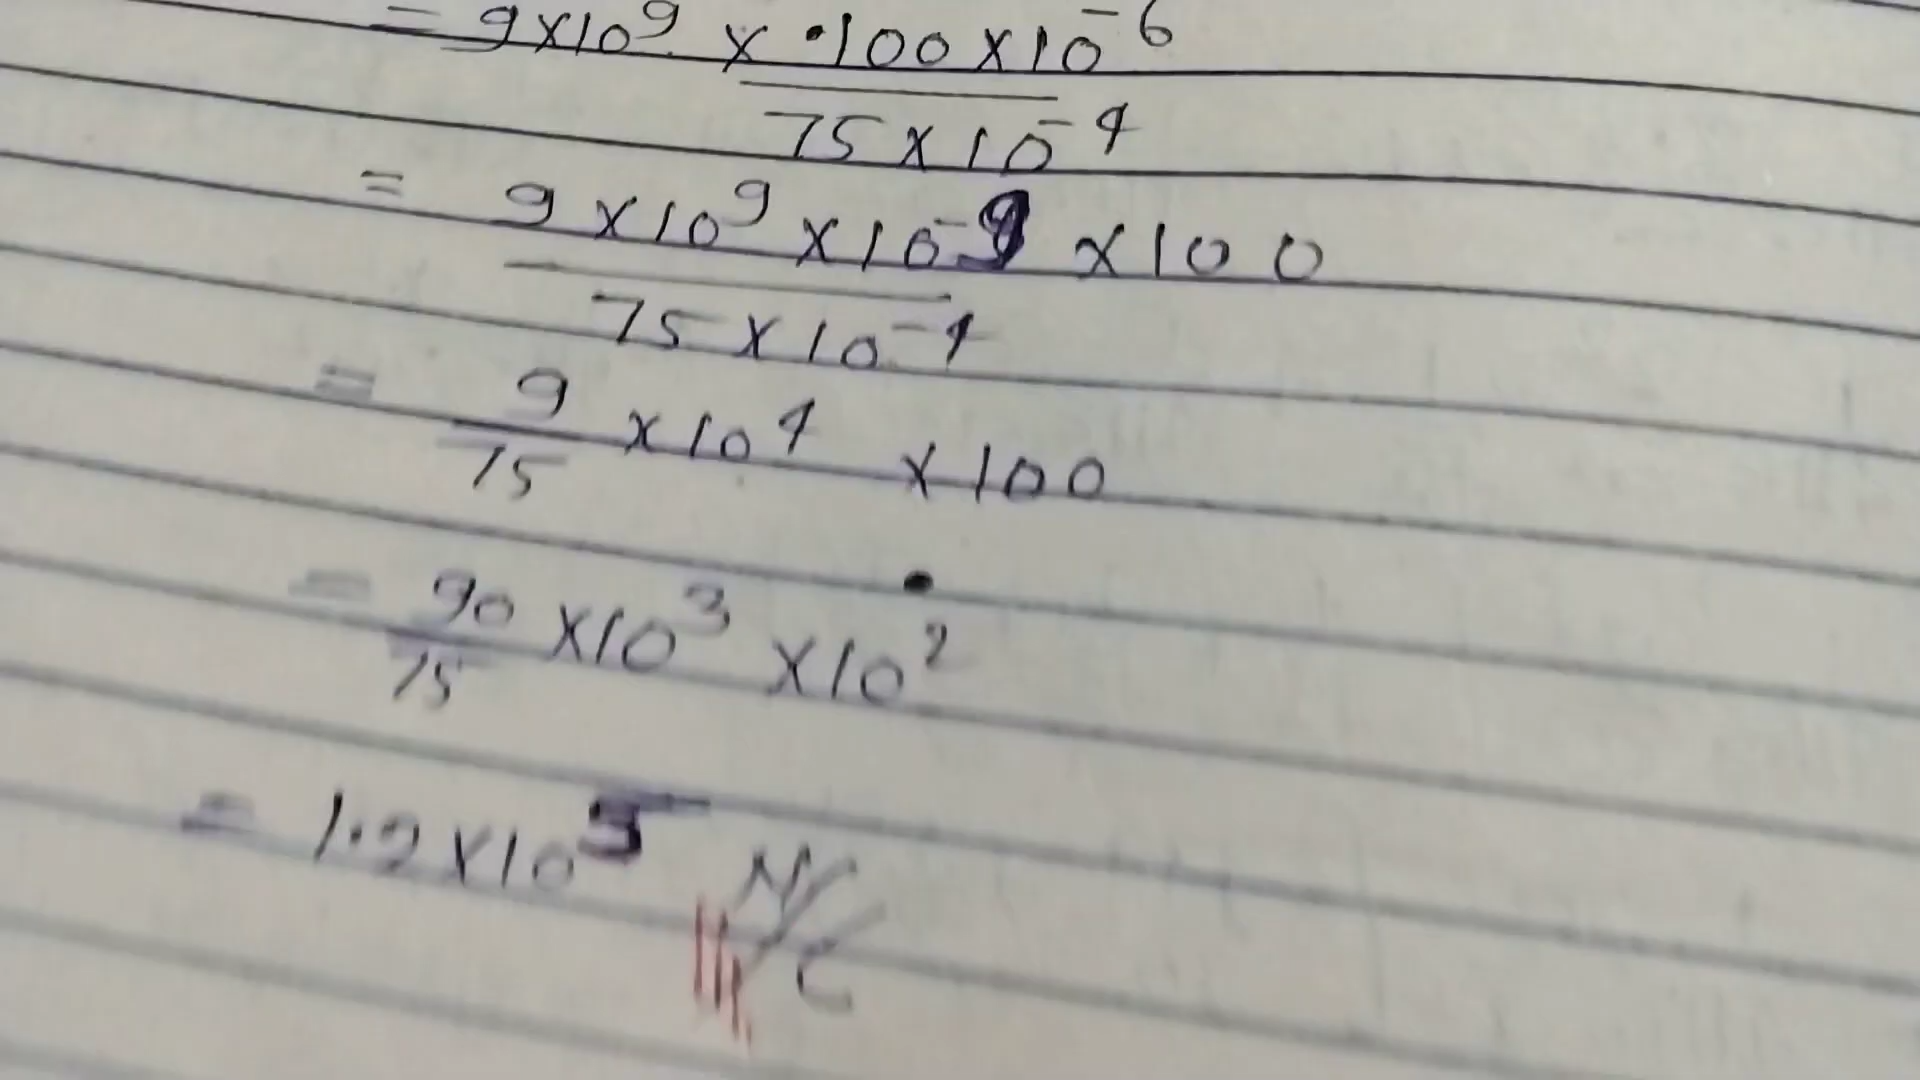 = 9×10⁹ × ·100×10⁻⁶
75×10⁻⁴
= 9×10⁹×10⁻⁹×100
75×10⁻⁴
= 9/75 ×10⁴ ×100
= 90/75 ×10³ ×10²
= 1.2×10⁵ N/C